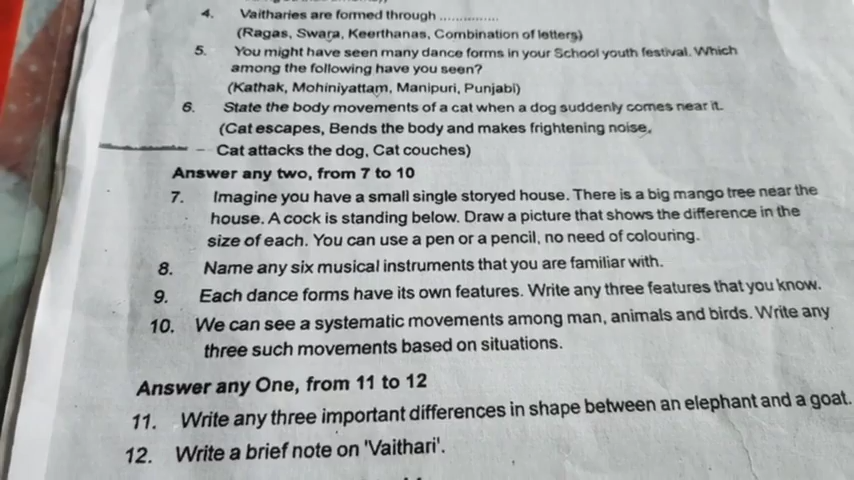 4. Vaitharies are formed through ...............
(Ragas, Swara, Keerthanas, Combination of letters)
5. You might have seen many dance forms in your School youth festival. Which
among the following have you seen?
(Kathak, Mohiniyattam, Manipuri, Punjabi)
6. State the body movements of a cat when a dog suddenly comes near it.
(Cat escapes, Bends the body and makes frightening noise,
Cat attacks the dog, Cat couches)
Answer any two, from 7 to 10
7. Imagine you have a small single storyed house. There is a big mango tree near the
house. A cock is standing below. Draw a picture that shows the difference in the
size of each. You can use a pen or a pencil, no need of colouring.
8. Name any six musical instruments that you are familiar with.
9. Each dance forms have its own features. Write any three features that you know.
10. We can see a systematic movements among man, animals and birds. Write any
three such movements based on situations.
Answer any One, from 11 to 12
11. Write any three important differences in shape between an elephant and a goat.
12. Write a brief note on 'Vaithari'.